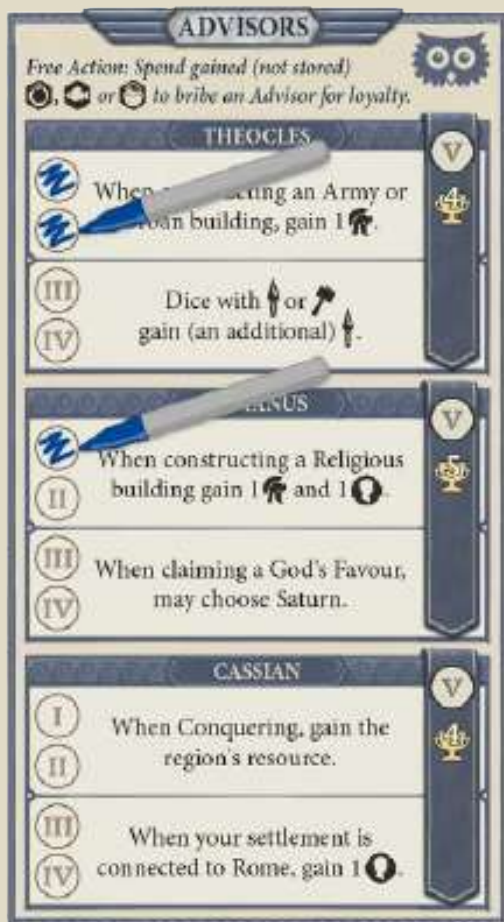 ADVISORS
Free Action: Spend gained (not stored)
, or to bribe an Advisor for loyalty.
THEOCLES
V
When an Army or
building, gain 1 .
4
III
Dice with or
IV
gain (an additional) .
V
When constructing a Religious
II
building gain 1 and 1 .
5
III
When claiming a God's Favour,
IV
may choose Saturn.
CASSIAN
V
I
When Conquering, gain the
II
region's resource.
4
III
When your settlement is
IV
connected to Rome, gain 1 .